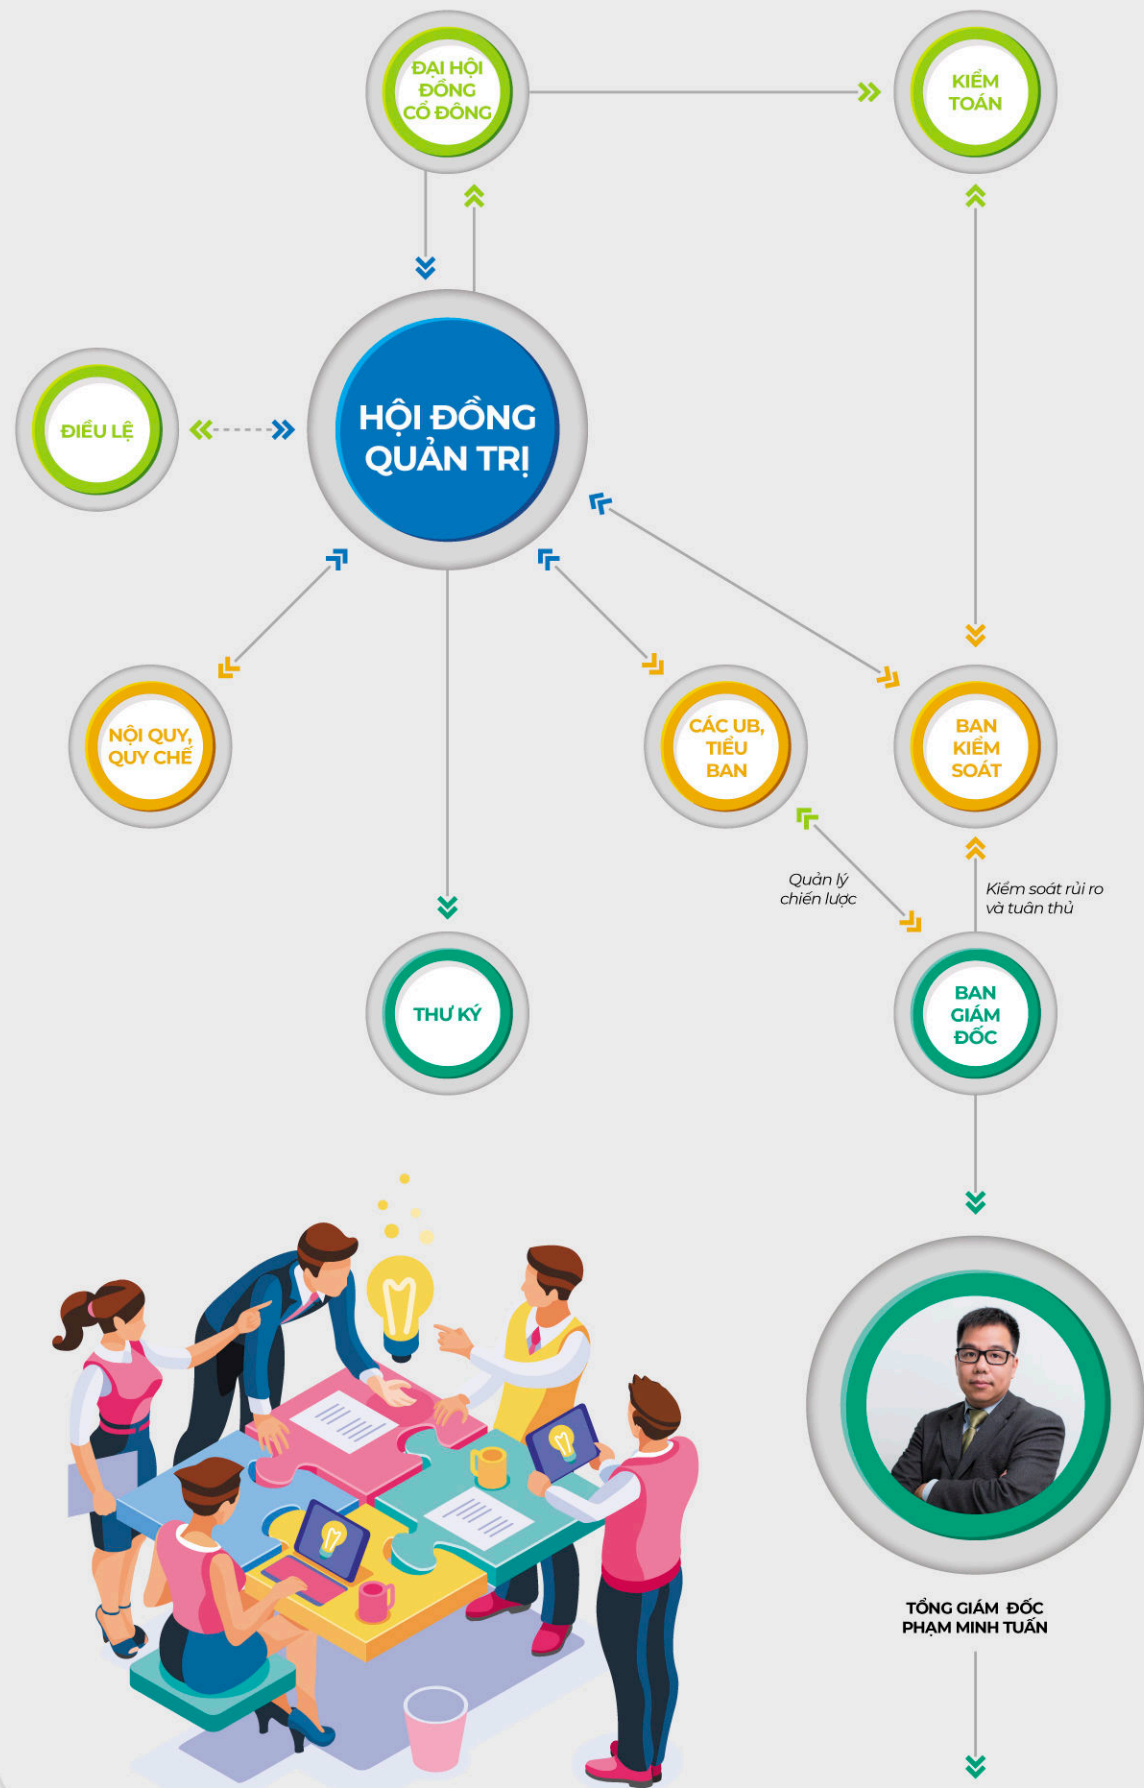 ĐẠI HỘI
ĐỒNG
CỔ ĐÔNG
KIỂM
TOÁN
ĐIỀU LỆ
HỘI ĐỒNG
QUẢN TRỊ
NỘI QUY,
QUY CHẾ
CÁC UB,
TIỂU
BAN
BAN
KIỂM
SOÁT
Quản lý
chiến lược
Kiểm soát rủi ro
và tuân thủ
THƯ KÝ
BAN
GIÁM
ĐỐC
TỔNG GIÁM ĐỐC
PHẠM MINH TUẤN